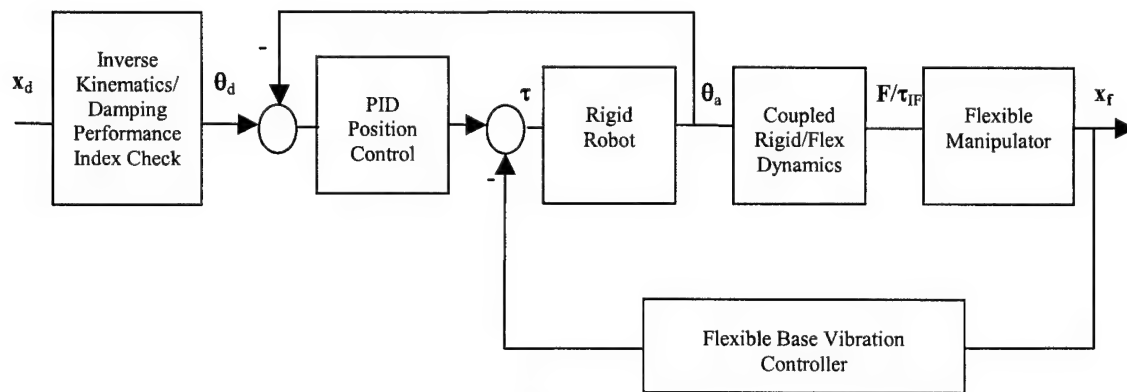 x_d
Inverse
Kinematics/
Damping
Performance
Index Check
θ_d
-
PID
Position
Control
-
τ
Rigid
Robot
θ_a
Coupled
Rigid/Flex
Dynamics
F/τ_IF
Flexible
Manipulator
x_f
Flexible Base Vibration
Controller